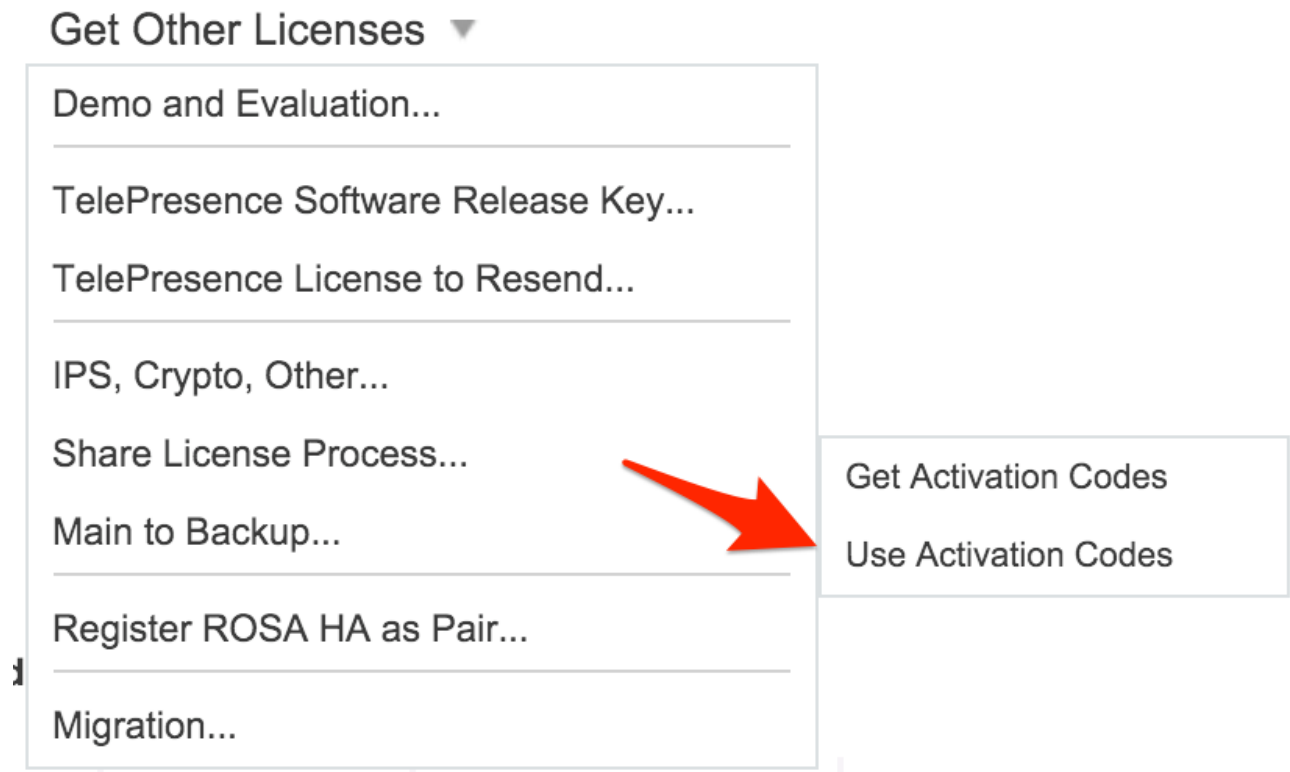 Get Other Licenses
Demo and Evaluation...
TelePresence Software Release Key...
TelePresence License to Resend...
IPS, Crypto, Other...
Share License Process...
Get Activation Codes
Main to Backup...
Use Activation Codes
Register ROSA HA as Pair...
Migration...